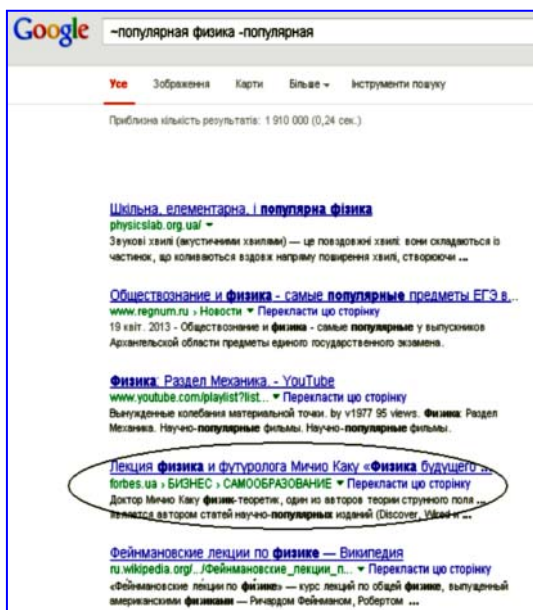 Google ~популярная физика -популярная
Усе Зображення Карти Більше Інструменти пошуку
Приблизна кількість результатів: 1 910 000 (0,24 сек.)
Шкільна, елементарна, і популярна фізика
physicslab.org.ua/
Звукові хвилі (акустичними хвилями) — це повздовжні хвилі: вони складаються із
частинок, що коливаються вздовж напряму поширення хвилі, створюючи ...
Обществознание и физика - самые популярные предметы ЕГЭ в...
www.regnum.ru › Новости Перекласти цю сторінку
19 квіт. 2013 - Обществознание и физика - самые популярные у выпускников
Архангельской области предметы единого государственного экзамена.
Физика: Раздел Механика. - YouTube
www.youtube.com/playlist?list... Перекласти цю сторінку
Вынужденные колебания материальной точки. by v1977 95 views. Физика: Раздел
Механика. Научно-популярные фильмы. Научно-популярные фильмы.
Лекция физика и футуролога Мичио Каку «Физика будущего ...
forbes.ua › БИЗНЕС › САМООБРАЗОВАНИЕ Перекласти цю сторінку
Доктор Мичио Каку физик-теоретик, один из авторов теории струнного поля ...
является автором статей научно-популярных изданий (Discover, Wired и ...
Фейнмановские лекции по физике — Википедия
ru.wikipedia.org/.../Фейнмановские_лекции_п... Перекласти цю сторінку
«Фейнмановские лекции по физике» — курс лекций по общей физике, выпущенный
американскими физиками — Ричардом Фейнманом, Робертом ...